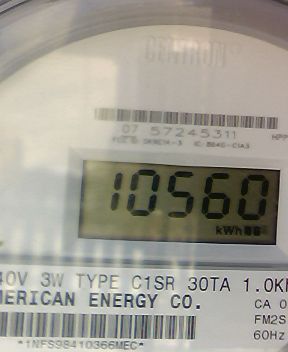 CENTRON
07 57245311
10560
kWh
40V 3W TYPE C1SR 30TA 1.0K
MERICAN ENERGY CO.
CA 0
FM2S
60Hz
*1NFS98410366MEC*